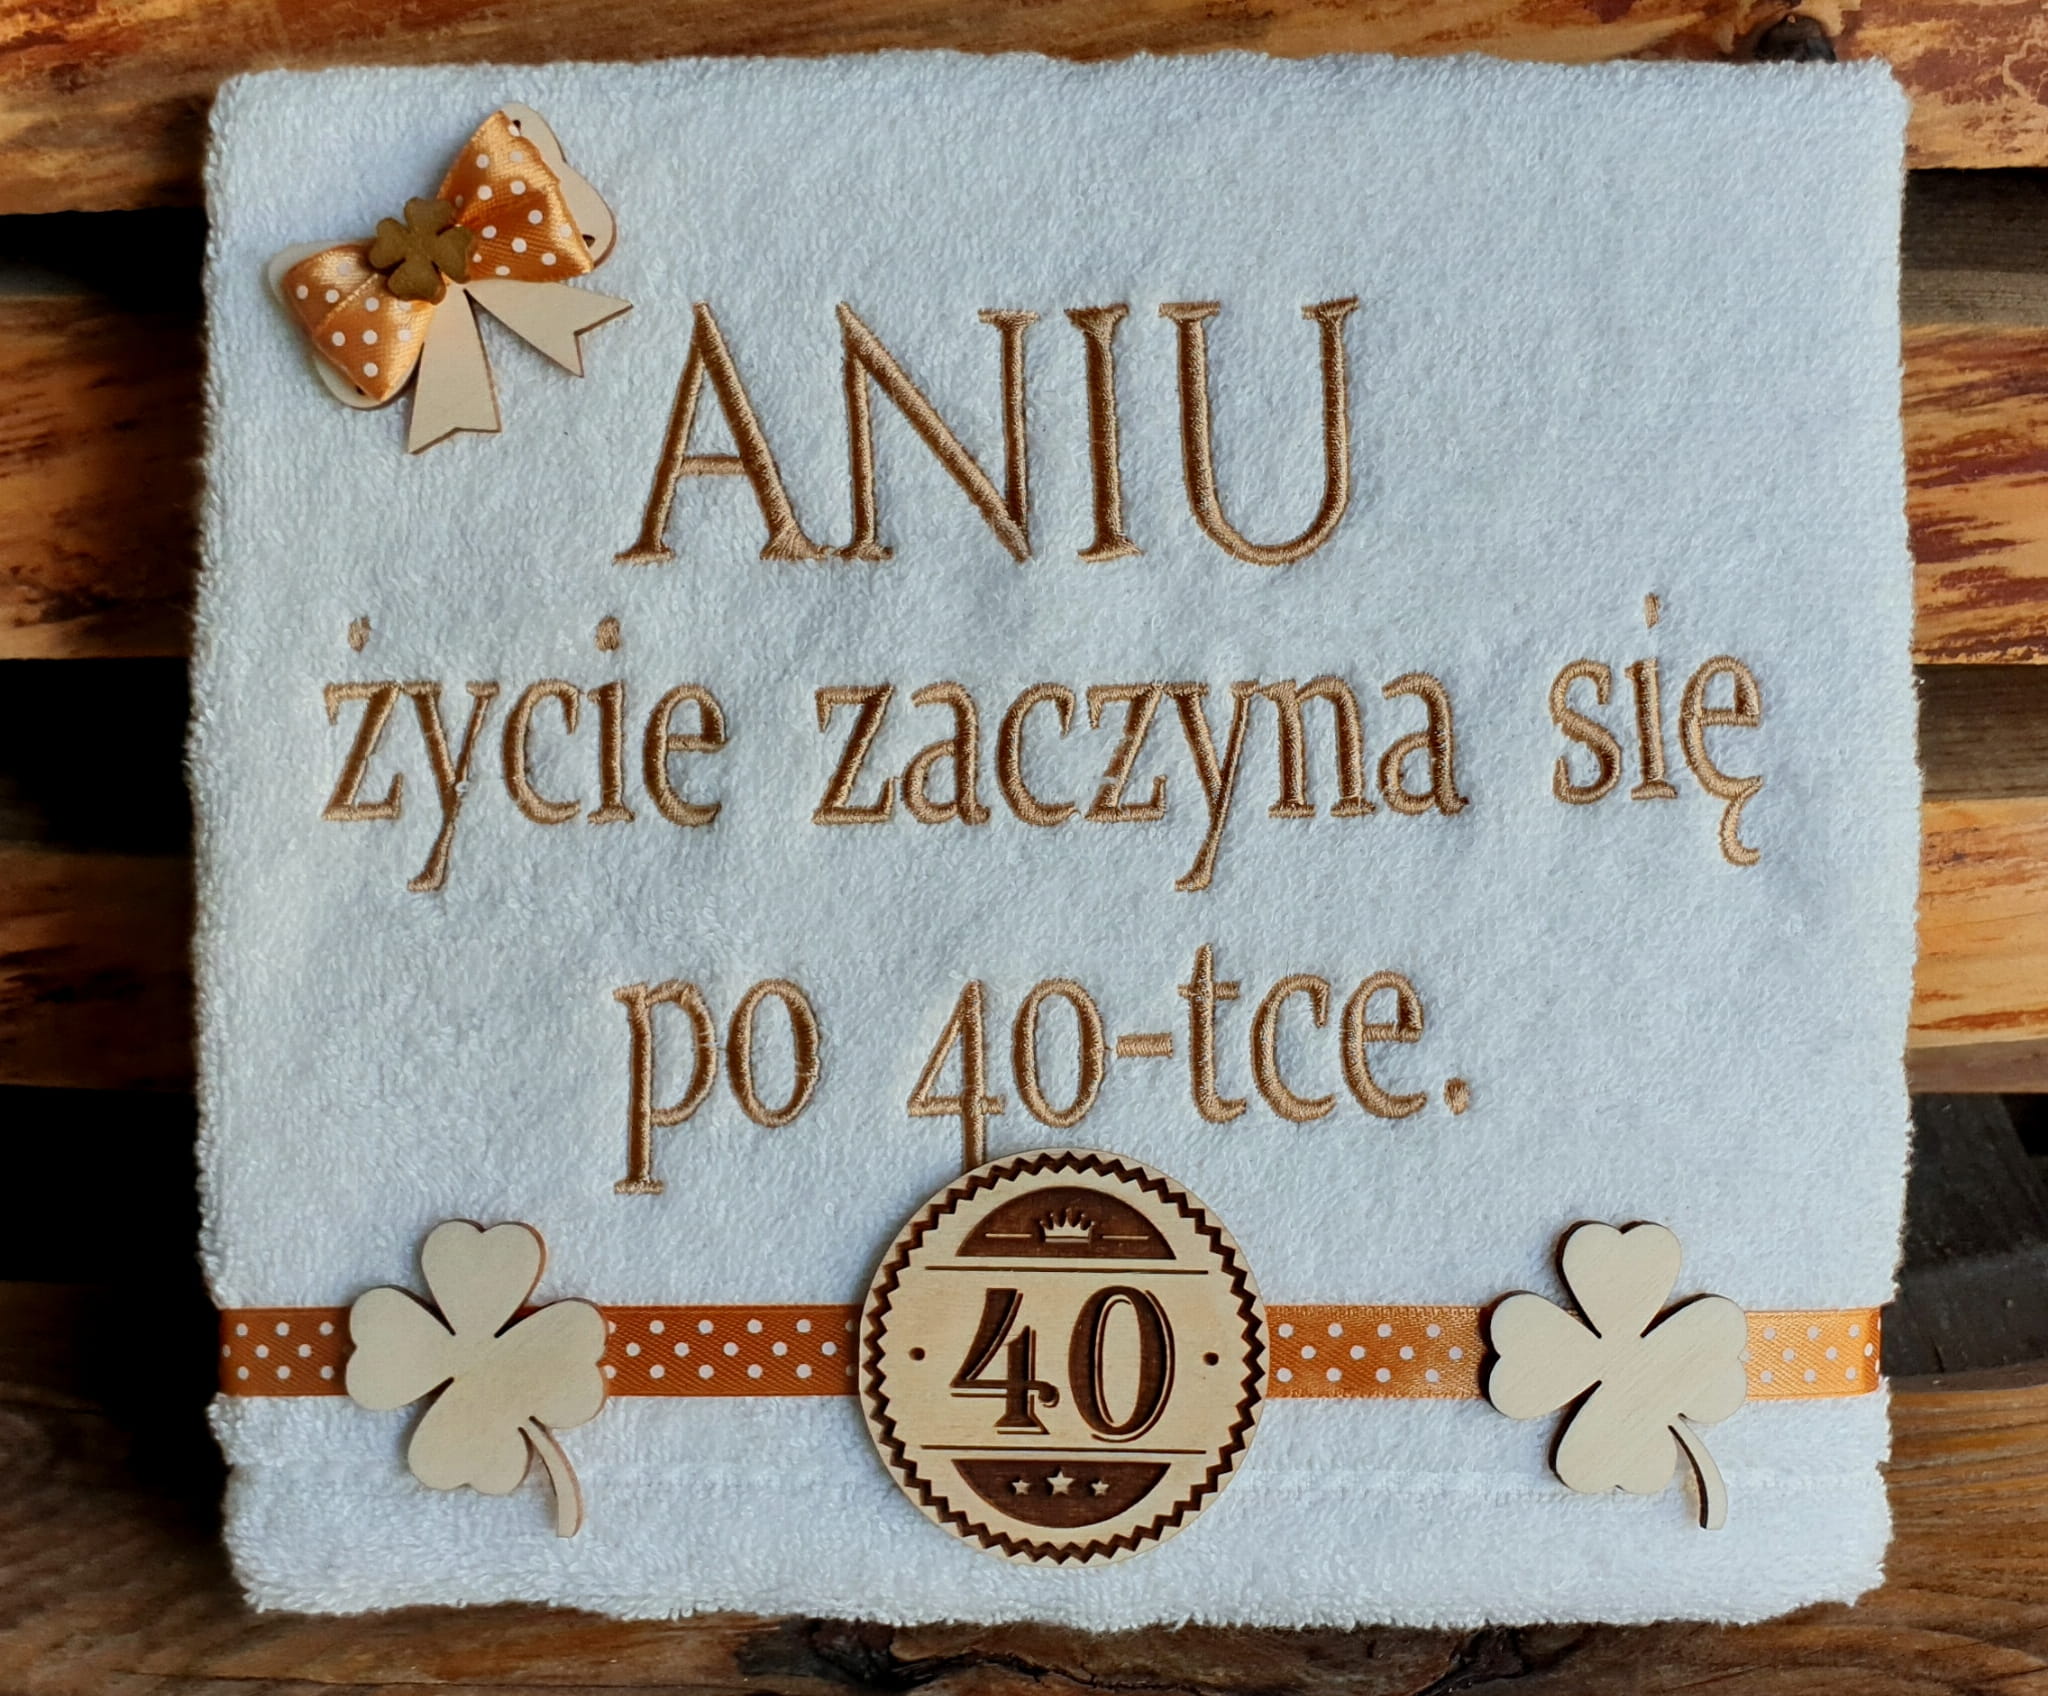 ANIU
życie zaczyna się
po 40-tce.
40